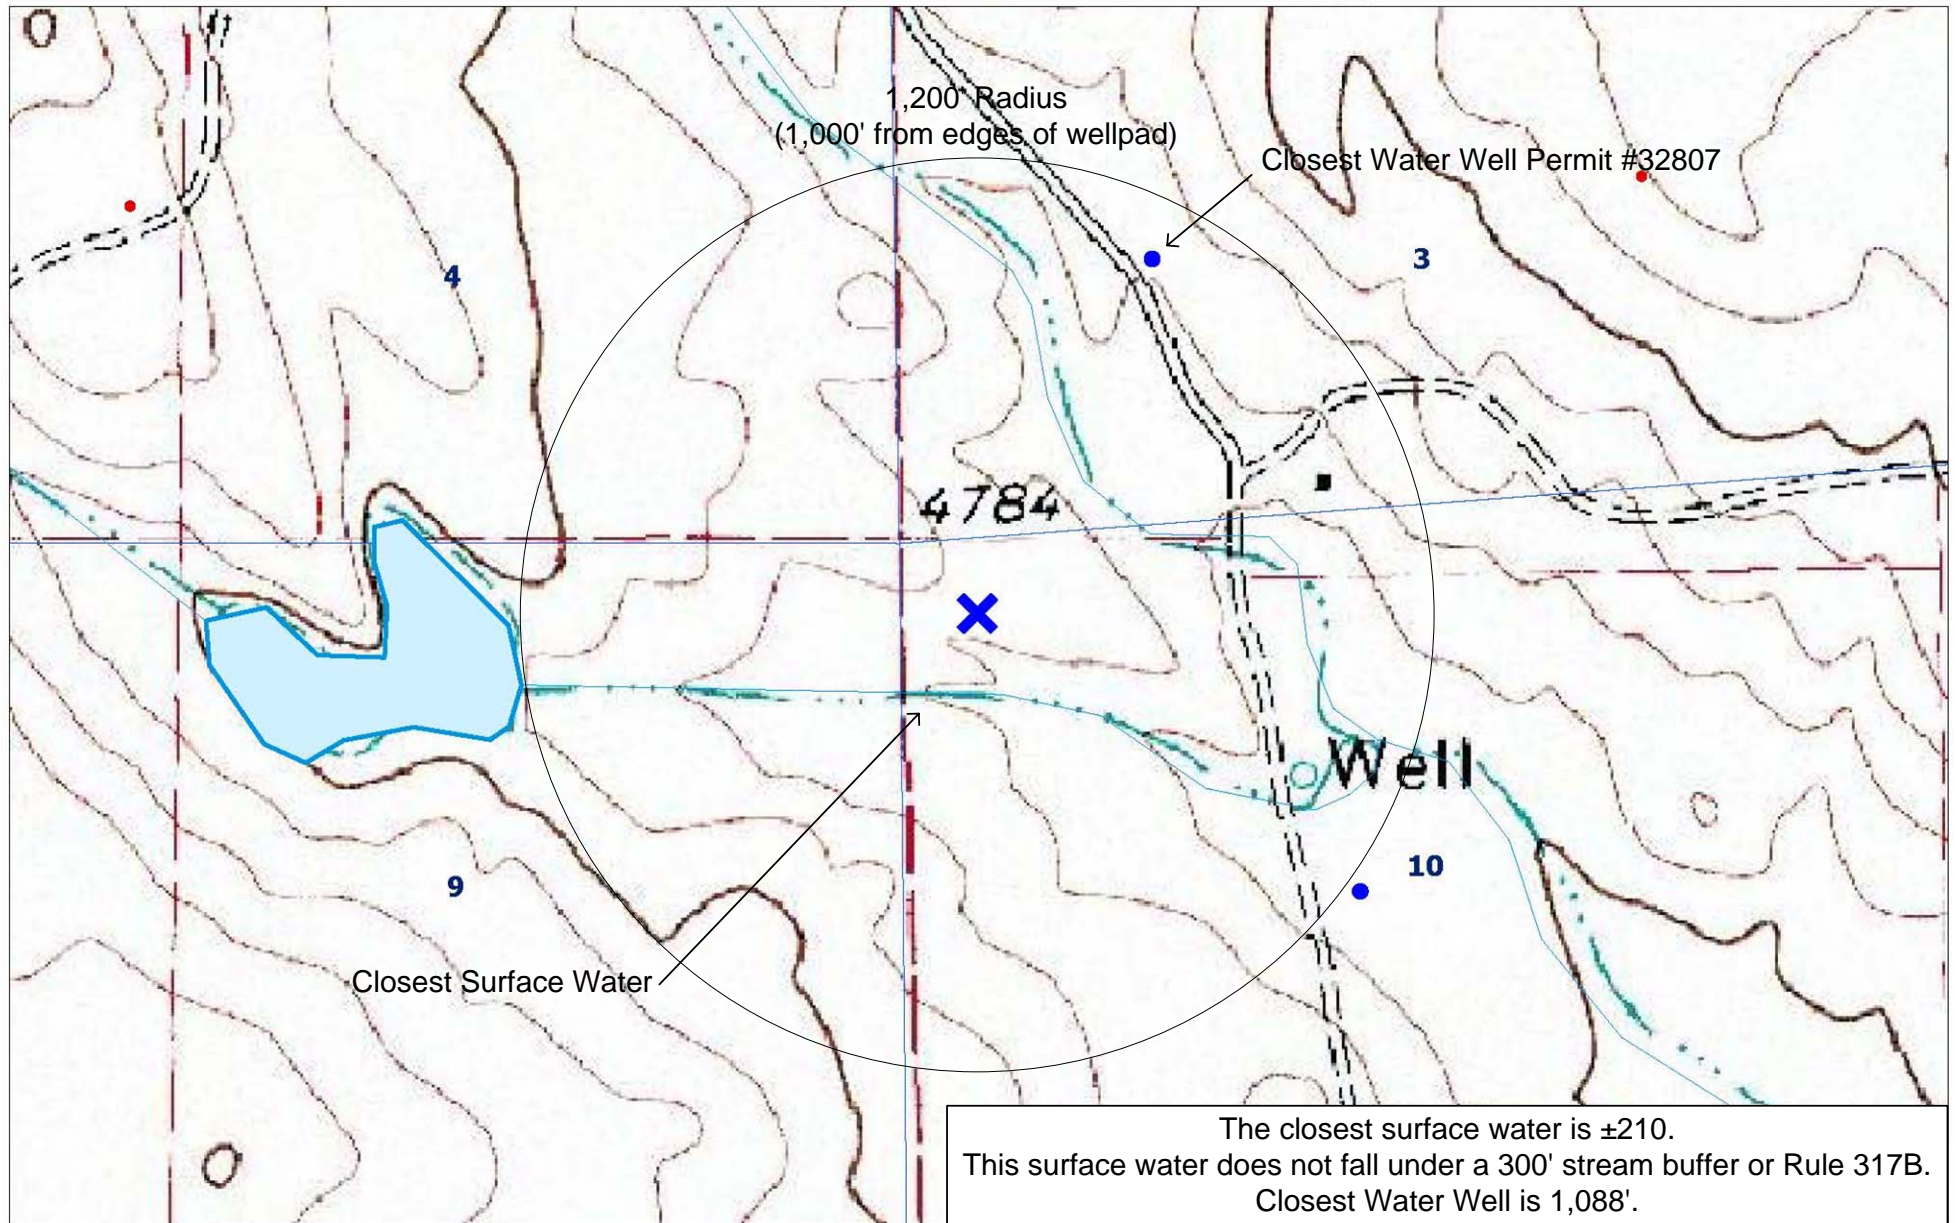 1,200' Radius
(1,000' from edges of wellpad)
Closest Water Well Permit #32807
4
3
4784
Well
10
9
Closest Surface Water
The closest surface water is ±210.
This surface water does not fall under a 300' stream buffer or Rule 317B.
Closest Water Well is 1,088'.